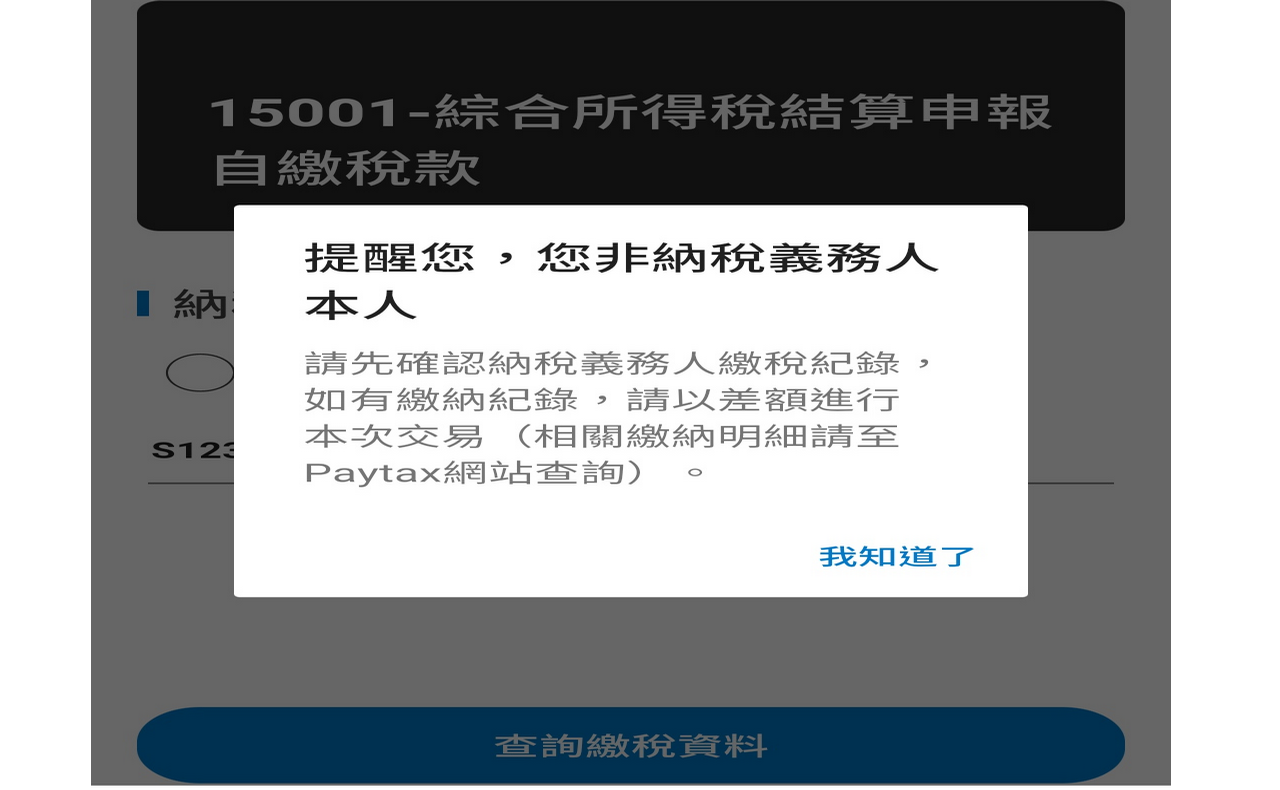 15001-綜合所得稅結算申報
自繳稅款
提醒您，您非納稅義務人
本人
納
請先確認納稅義務人繳稅紀錄，
如有繳納紀錄，請以差額進行
本次交易（相關繳納明細請至
Paytax網站查詢）。
S123
我知道了
查詢繳稅資料